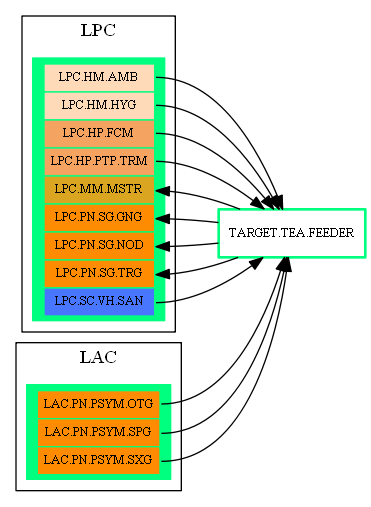 LPC
LPC.HM.AMB
LPC.HM.HYG
LPC.HP.FCM
LPC.HP.PTP.TRM
LPC.MM.MSTR
LPC.PN.SG.GNG
LPC.PN.SG.NOD
LPC.PN.SG.TRG
LPC.SC.VH.SAN
TARGET.TEA.FEEDER
LAC
LAC.PN.PSYM.OTG
LAC.PN.PSYM.SPG
LAC.PN.PSYM.SXG